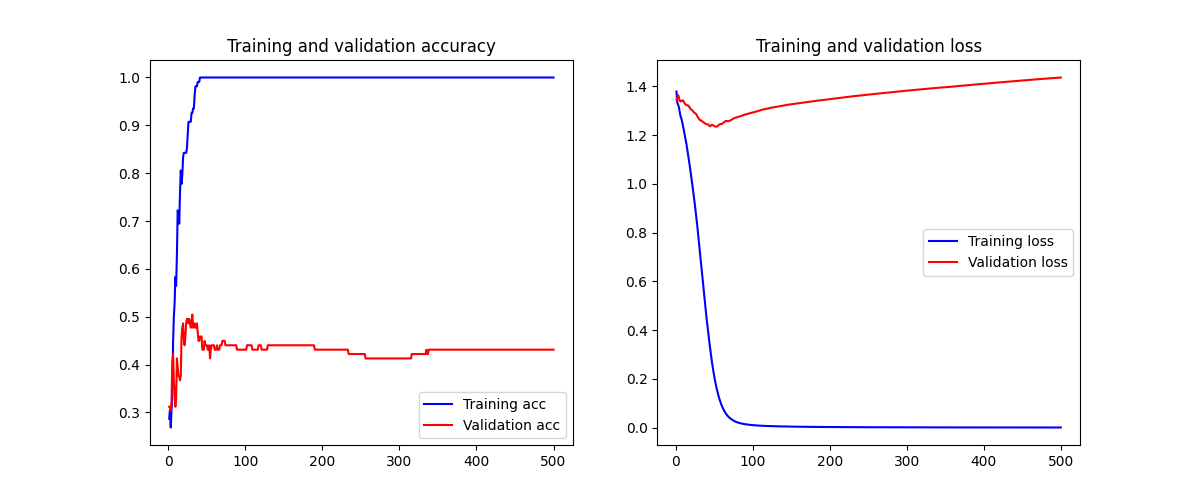 Training and validation accuracy
1.0
0.9
0.8
0.7
0.6
0.5
0.4
0.3
0 100 200 300 400 500
Training acc
Validation acc
Training and validation loss
1.4
1.2
1.0
0.8
0.6
0.4
0.2
0.0
0 100 200 300 400 500
Training loss
Validation loss